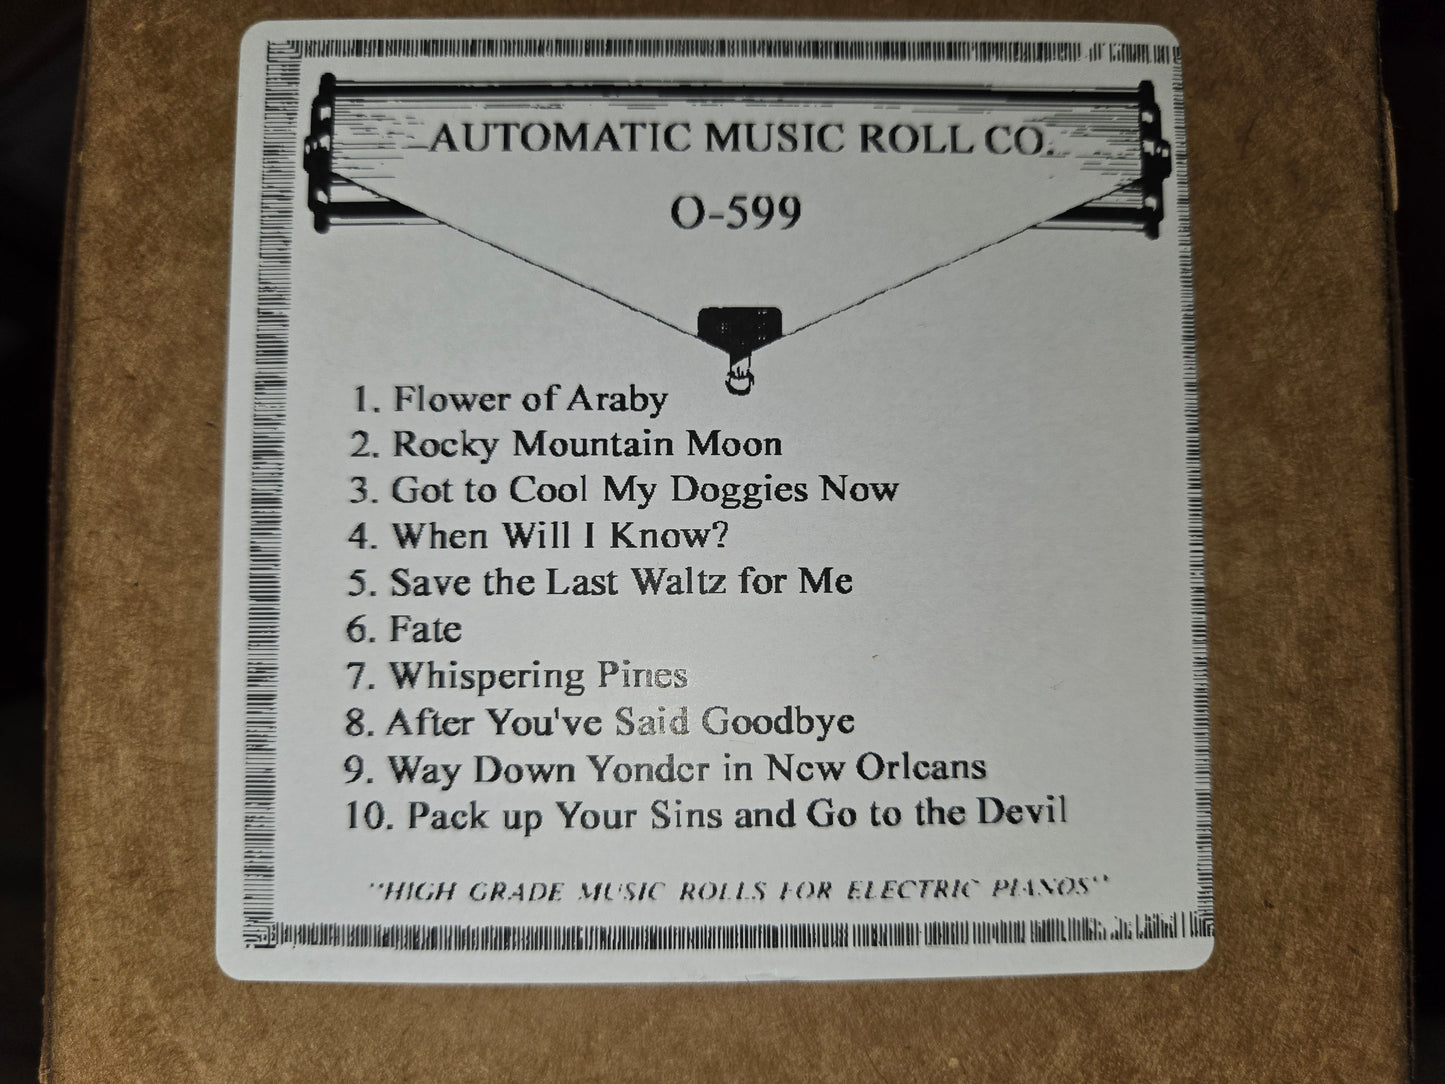 AUTOMATIC MUSIC ROLL CO.
O-599
1. Flower of Araby
2. Rocky Mountain Moon
3. Got to Cool My Doggies Now
4. When Will I Know?
5. Save the Last Waltz for Me
6. Fate
7. Whispering Pines
8. After You've Said Goodbye
9. Way Down Yonder in New Orleans
10. Pack up Your Sins and Go to the Devil
"HIGH GRADE MUSIC ROLLS FOR ELECTRIC PIANOS"